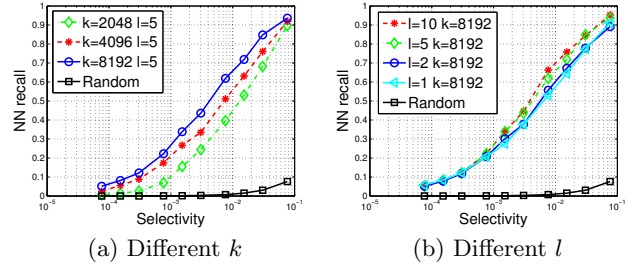 NN recall
1
0.9
0.8
0.7
0.6
0.5
0.4
0.3
0.2
0.1
0
k=2048 l=5
k=4096 l=5
k=8192 l=5
Random
10⁻⁵ 10⁻⁴ 10⁻³ 10⁻² 10⁻¹
Selectivity
(a) Different k
NN recall
1
0.9
0.8
0.7
0.6
0.5
0.4
0.3
0.2
0.1
0
l=10 k=8192
l=5 k=8192
l=2 k=8192
l=1 k=8192
Random
10⁻⁵ 10⁻⁴ 10⁻³ 10⁻² 10⁻¹
Selectivity
(b) Different l